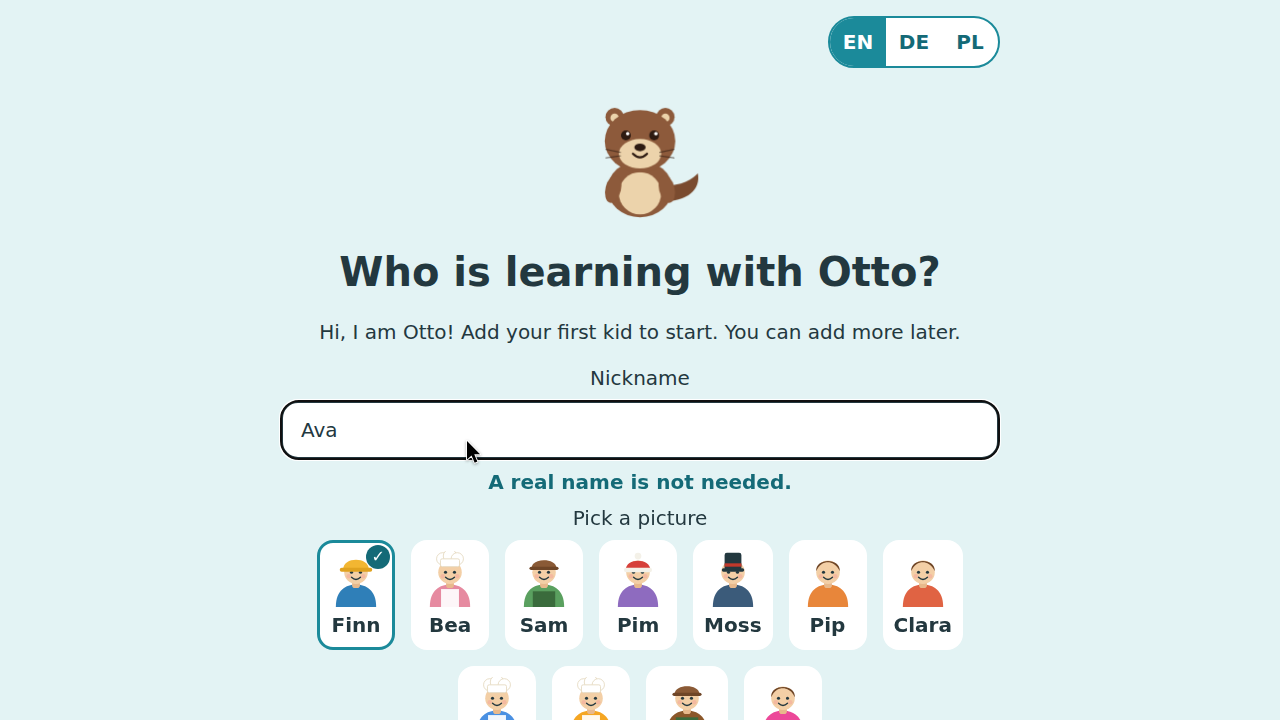 EN DE PL
Who is learning with Otto?
Hi, I am Otto! Add your first kid to start. You can add more later.
Nickname
Ava
A real name is not needed.
Pick a picture
Finn Bea Sam Pim Moss Pip Clara